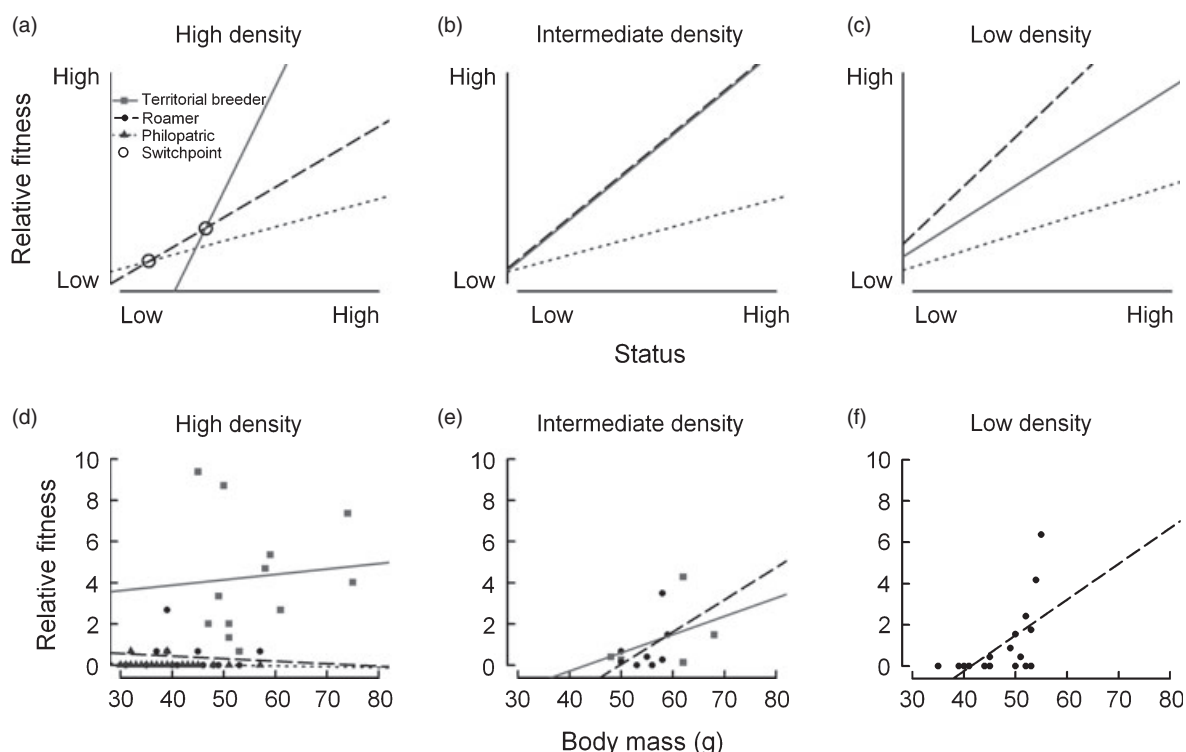 (a)
High density
(b)
Intermediate density
(c)
Low density
Relative fitness
High
Low
Territorial breeder
Roamer
Philopatric
Switchpoint
Low
High
High
Low
Low
High
High
Low
Low
High
Status
(d)
High density
(e)
Intermediate density
(f)
Low density
Relative fitness
10
8
6
4
2
0
30 40 50 60 70 80
10
8
6
4
2
0
30 40 50 60 70 80
10
8
6
4
2
0
30 40 50 60 70 80
Body mass (g)